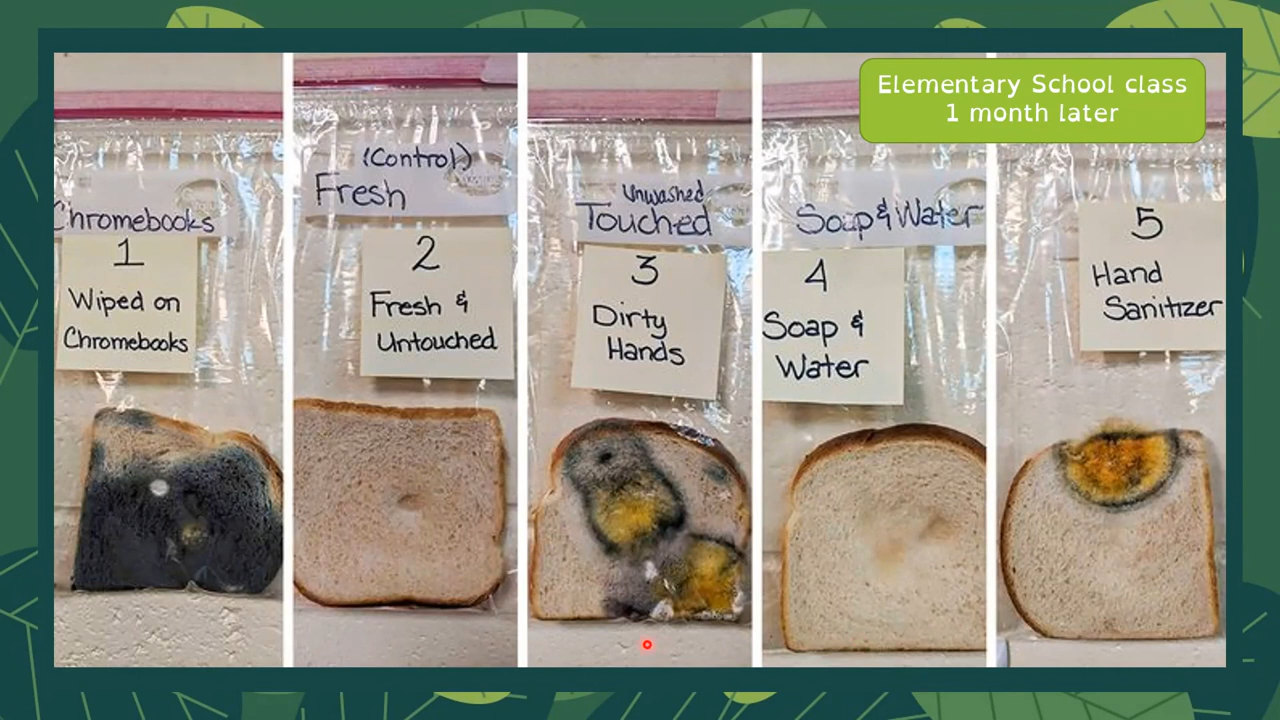 Elementary School class
1 month later
Chromebooks
1
Wiped on
Chromebooks
(Control)
Fresh
2
Fresh &
Untouched
Unwashed
Touched
3
Dirty
Hands
Soap & Water
4
Soap &
Water
5
Hand
Sanitizer